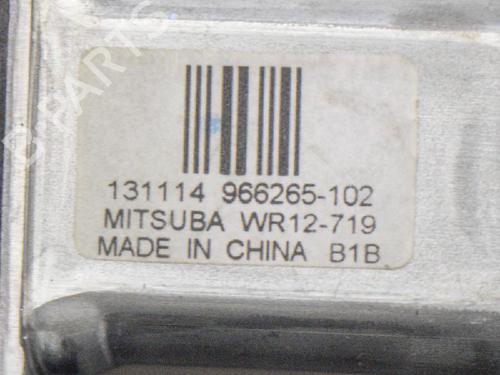 B-PARTS
131114 966265-102
MITSUBA WR12-719
MADE IN CHINA B1B